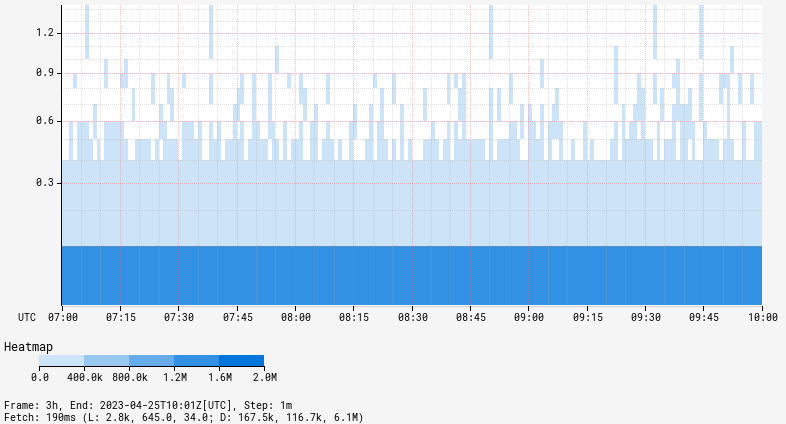 1.2
0.9
0.6
0.3
UTC 07:00 07:15 07:30 07:45 08:00 08:15 08:30 08:45 09:00 09:15 09:30 09:45 10:00
Heatmap
0.0 400.0k 800.0k 1.2M 1.6M 2.0M
Frame: 3h, End: 2023-04-25T10:01Z[UTC], Step: 1m
Fetch: 190ms (L: 2.8k, 645.0, 34.0; D: 167.5k, 116.7k, 6.1M)